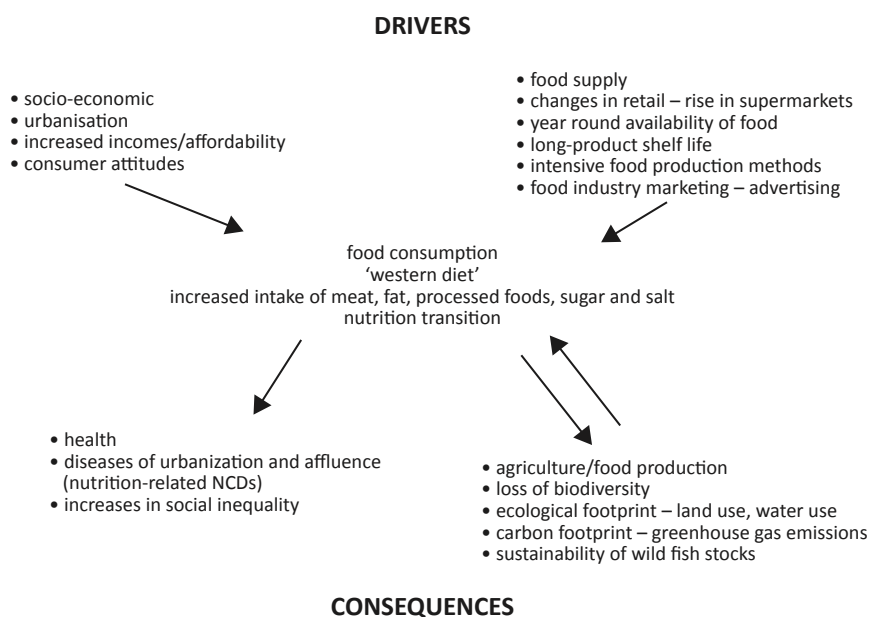 DRIVERS
• socio-economic
• urbanisation
• increased incomes/affordability
• consumer attitudes
• food supply
• changes in retail – rise in supermarkets
• year round availability of food
• long-product shelf life
• intensive food production methods
• food industry marketing – advertising
food consumption
‘western diet’
increased intake of meat, fat, processed foods, sugar and salt
nutrition transition
• health
• diseases of urbanization and affluence
(nutrition-related NCDs)
• increases in social inequality
• agriculture/food production
• loss of biodiversity
• ecological footprint – land use, water use
• carbon footprint – greenhouse gas emissions
• sustainability of wild fish stocks
CONSEQUENCES